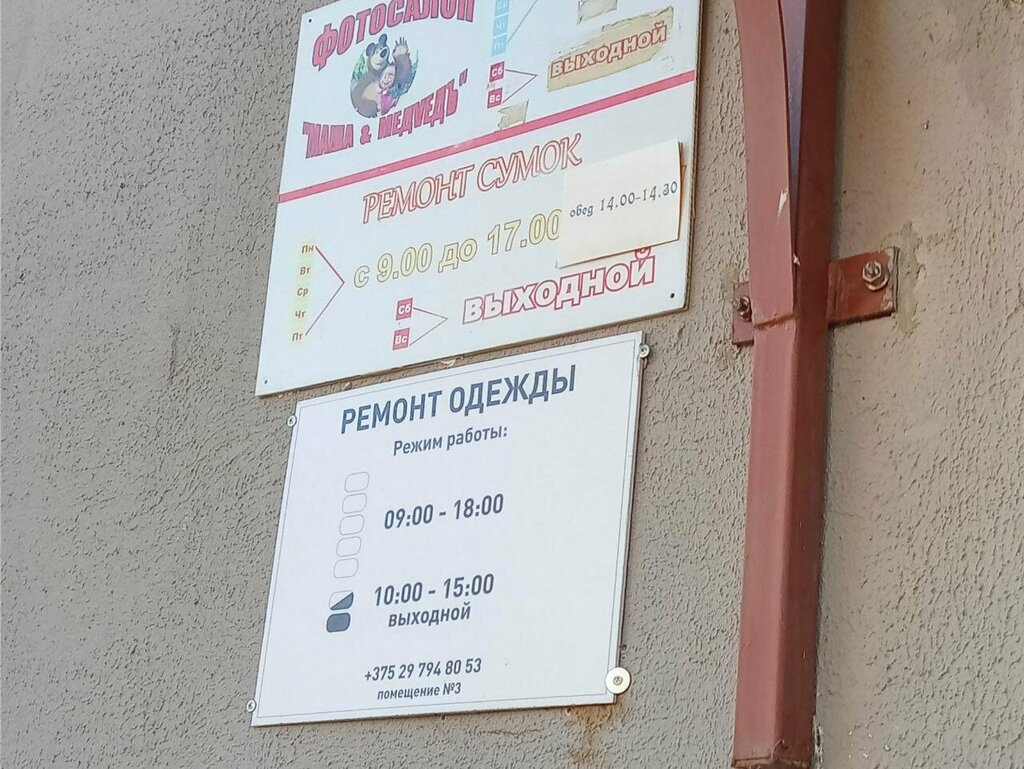 ФОТОСАЛОН
"МАША & МЕДVЕДЪ"
Сб
Вс
ВЫХОДНОЙ
РЕМОНТ СУМОК
Пн
Вт
Ср
Чт
Пт
с 9.00 до 17.00
обед 14.00-14.30
Сб
Вс
ВЫХОДНОЙ
РЕМОНТ ОДЕЖДЫ
Режим работы:
09:00 - 18:00
10:00 - 15:00
выходной
+375 29 794 80 53
помещение №3